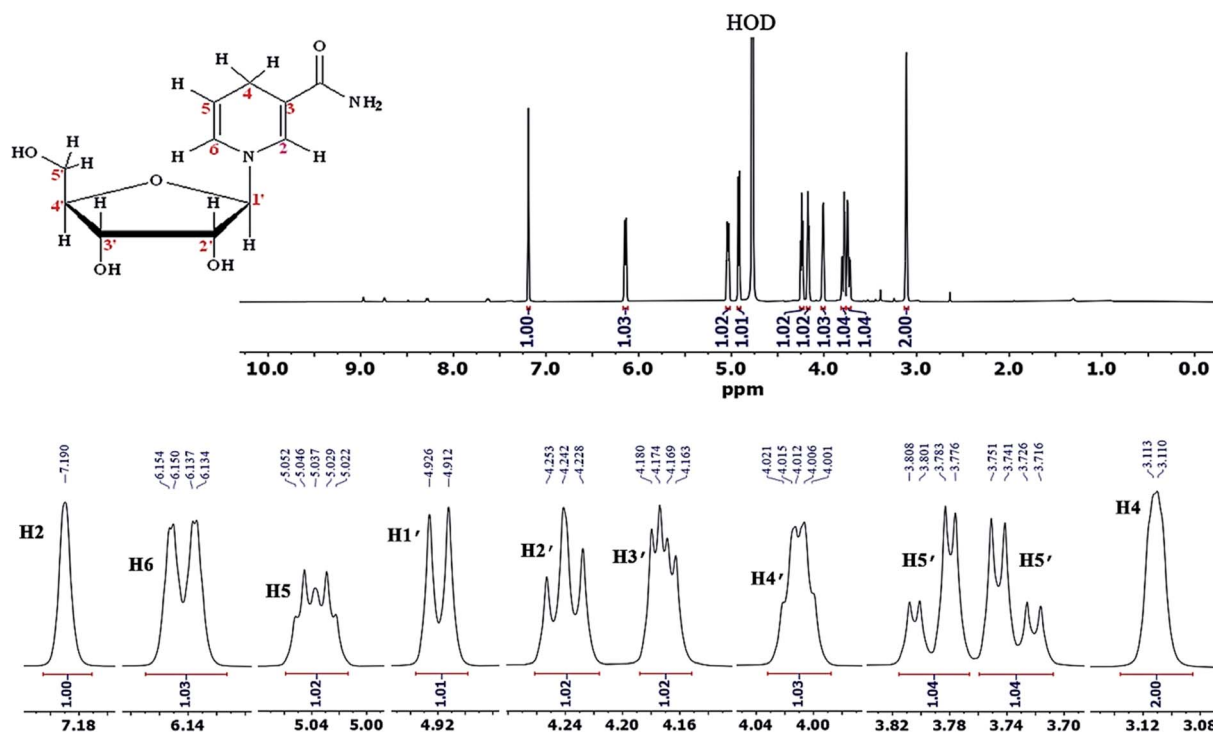 HOD
H H O
H 4 NH₂
5 3
HO H H 6 N 2 H
H
5'
O
4' H H 1'
H 3' 2' H
OH OH
1.00 1.03 1.02 1.01 1.02 1.02 1.03 1.04 1.04 2.00
10.0 9.0 8.0 7.0 6.0 5.0 4.0 3.0 2.0 1.0 0.0
ppm
7.190 6.154 6.150 6.137 6.134 5.052 5.046 5.037 5.029 5.022 4.926 4.912 4.253 4.242 4.228 4.180 4.174 4.169 4.163 4.021 4.015 4.012 4.006 4.001 3.808 3.801 3.783 3.776 3.751 3.741 3.726 3.716 3.113 3.110
H2 H6 H5 H1' H2' H3' H4' H5' H5' H4
1.00 1.03 1.02 1.01 1.02 1.02 1.03 1.04 1.04 2.00
7.18 6.14 5.04 5.00 4.92 4.24 4.20 4.16 4.04 4.00 3.82 3.78 3.74 3.70 3.12 3.08